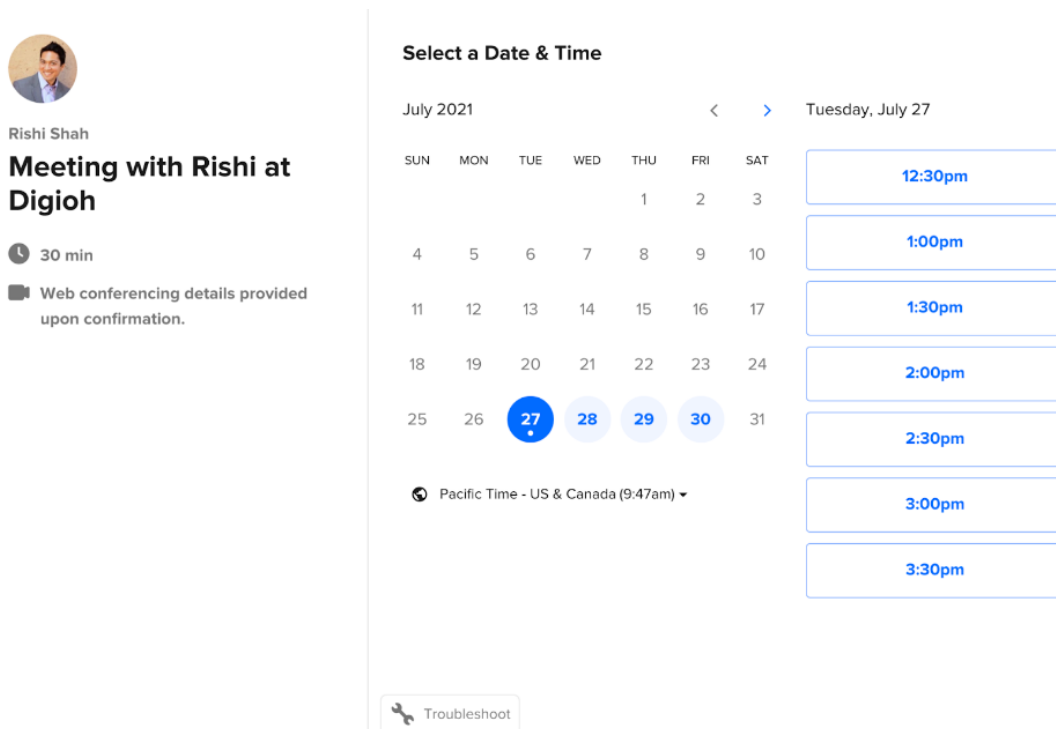 Rishi Shah
Meeting with Rishi at
Digioh
30 min
Web conferencing details provided
upon confirmation.
Select a Date & Time
July 2021
SUN MON TUE WED THU FRI SAT
1 2 3
4 5 6 7 8 9 10
11 12 13 14 15 16 17
18 19 20 21 22 23 24
25 26 27 28 29 30 31
Pacific Time - US & Canada (9:47am)
Troubleshoot
Tuesday, July 27
12:30pm
1:00pm
1:30pm
2:00pm
2:30pm
3:00pm
3:30pm